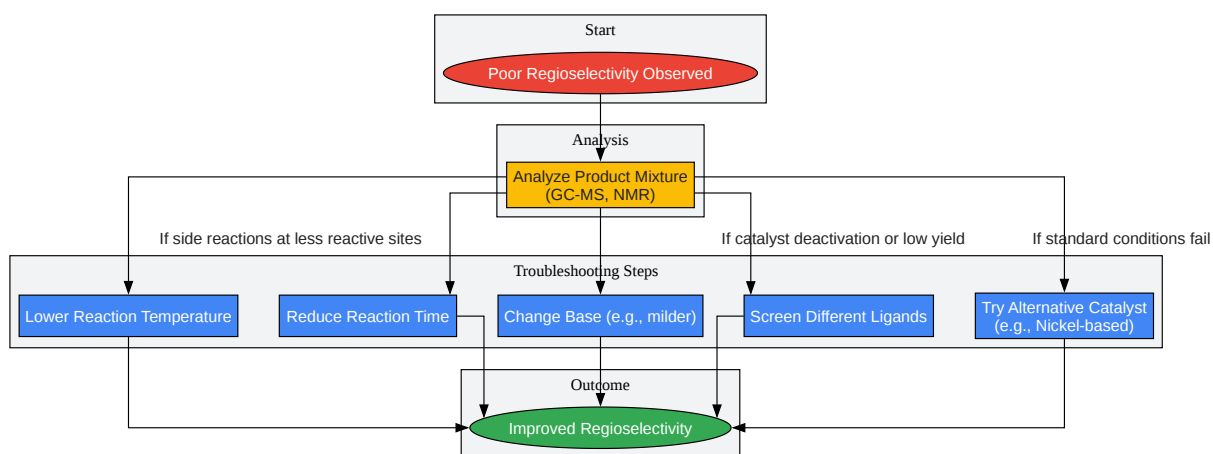 Start
Poor Regioselectivity Observed
Analysis
Analyze Product Mixture
(GC-MS, NMR)
If side reactions at less reactive sites
If catalyst deactivation or low yield
If standard conditions fail
Troubleshooting Steps
Lower Reaction Temperature
Reduce Reaction Time
Change Base (e.g., milder)
Screen Different Ligands
Try Alternative Catalyst
(e.g., Nickel-based)
Outcome
Improved Regioselectivity